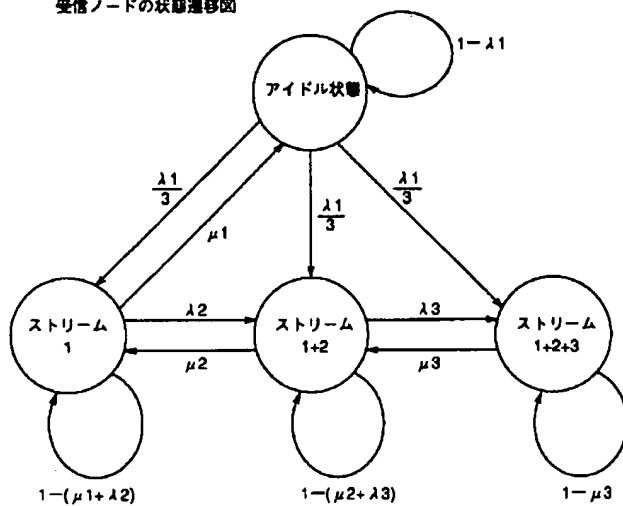 受信ノードの状態遷移図
1-λ1
アイドル状態
λ1
3
μ1
λ1
3
λ1
3
ストリーム
1
λ2
μ2
ストリーム
1+2
λ3
μ3
ストリーム
1+2+3
1-(μ1+λ2)
1-(μ2+λ3)
1-μ3